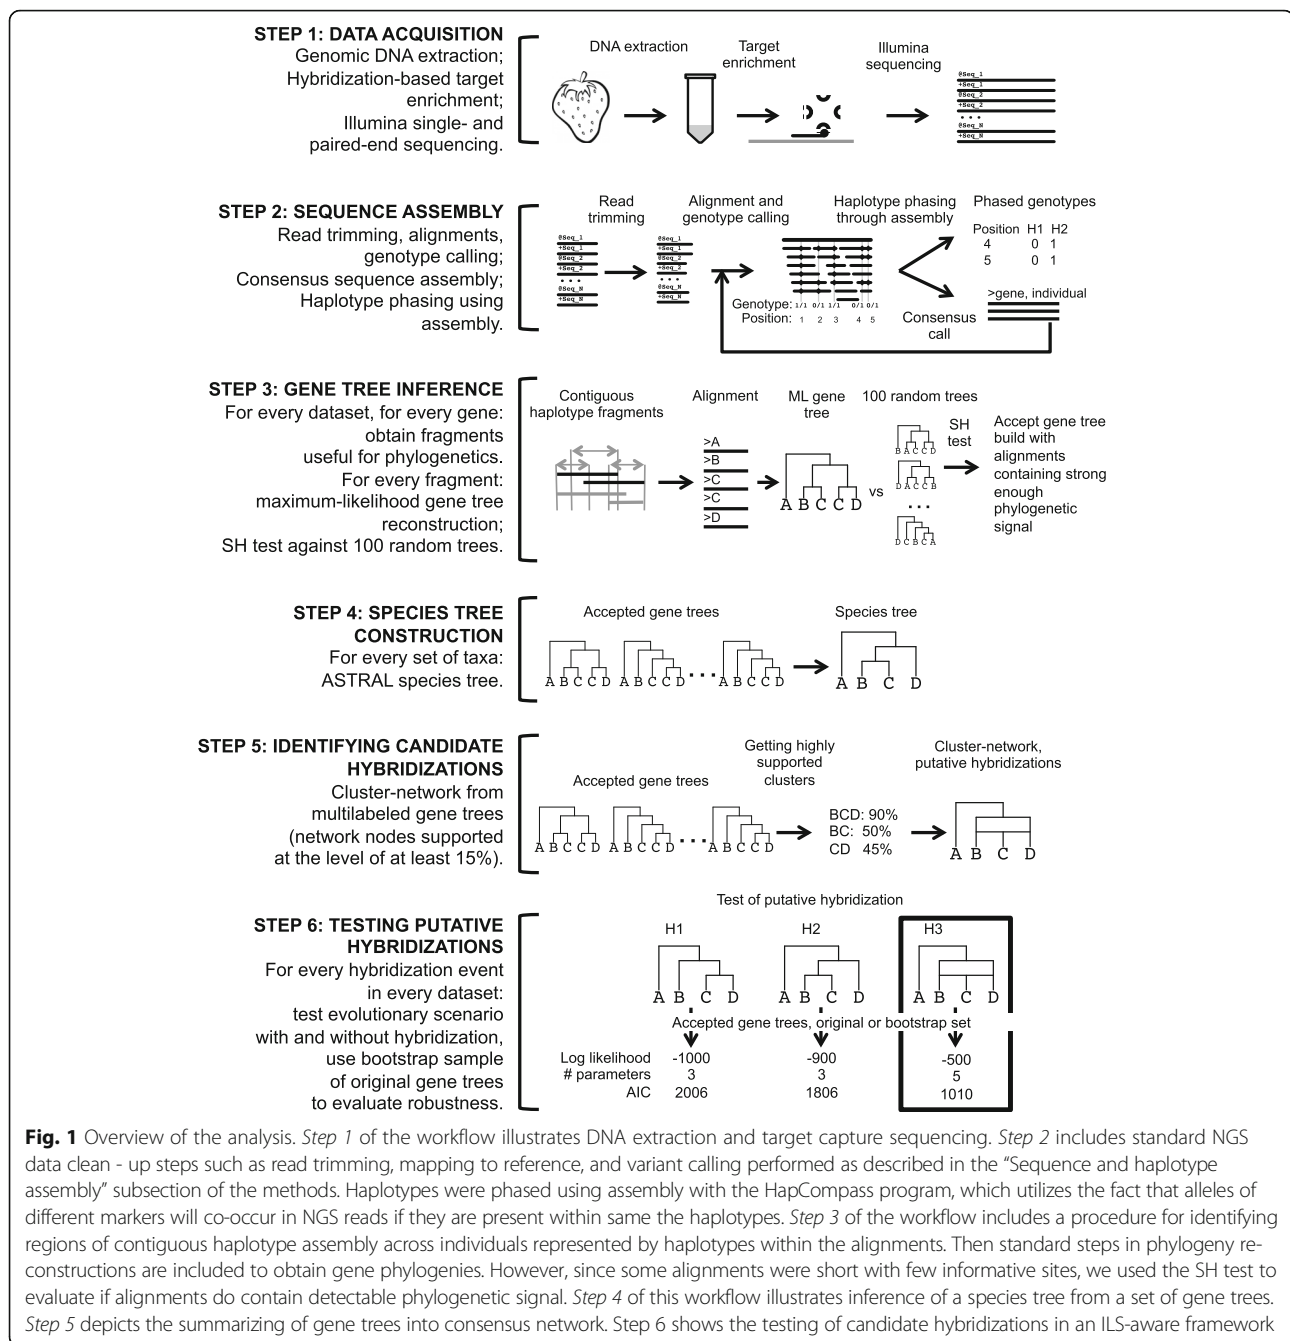 STEP 1: DATA ACQUISITION
Genomic DNA extraction;
Hybridization-based target
enrichment;
Illumina single- and
paired-end sequencing.
DNA extraction
Target
enrichment
Illumina
sequencing
@Seq_1
+Seq_1
@Seq_2
+Seq_2
...
@Seq_N
+Seq_N
STEP 2: SEQUENCE ASSEMBLY
Read trimming, alignments,
genotype calling;
Consensus sequence assembly;
Haplotype phasing using
assembly.
Read
trimming
@Seq_1
+Seq_1
@Seq_2
+Seq_2
...
@Seq_N
+Seq_N
Alignment and
genotype calling
@Seq_1
+Seq_1
@Seq_2
+Seq_2
...
@Seq_N
+Seq_N
Haplotype phasing
through assembly
Genotype: 1/1 0/1 1/1 0/1 0/1
Position: 1 2 3 4 5
Phased genotypes
Position H1 H2
4 0 1
5 0 1
Consensus
call
>gene, individual
STEP 3: GENE TREE INFERENCE
For every dataset, for every gene:
obtain fragments
useful for phylogenetics.
For every fragment:
maximum-likelihood gene tree
reconstruction;
SH test against 100 random trees.
Contiguous
haplotype fragments
Alignment
>A
>B
>C
>C
>D
ML gene
tree
A B C C D
vs
100 random trees
B A C C D
D A C C B
...
D C B C A
SH
test
Accept gene tree
build with
alignments
containing strong
enough
phylogenetic
signal
STEP 4: SPECIES TREE
CONSTRUCTION
For every set of taxa:
ASTRAL species tree.
Accepted gene trees
A B C C D A B C C D ... A B C C D
Species tree
A B C D
STEP 5: IDENTIFYING CANDIDATE
HYBRIDIZATIONS
Cluster-network from
multilabeled gene trees
(network nodes supported
at the level of at least 15%).
Accepted gene trees
A B C C D A B C C D ... A B C C D
Getting highly
supported
clusters
BCD: 90%
BC: 50%
CD 45%
Cluster-network,
putative hybridizations
A B C D
STEP 6: TESTING PUTATIVE
HYBRIDIZATIONS
For every hybridization event
in every dataset:
test evolutionary scenario
with and without hybridization,
use bootstrap sample
of original gene trees
to evaluate robustness.
Test of putative hybridization
H1 H2 H3
A B C D A B C D A B C D
Accepted gene trees, original or bootstrap set
Log likelihood -1000 -900 -500
# parameters 3 3 5
AIC 2006 1806 1010
Fig. 1 Overview of the analysis. Step 1 of the workflow illustrates DNA extraction and target capture sequencing. Step 2 includes standard NGS
data clean - up steps such as read trimming, mapping to reference, and variant calling performed as described in the “Sequence and haplotype
assembly” subsection of the methods. Haplotypes were phased using assembly with the HapCompass program, which utilizes the fact that alleles of
different markers will co-occur in NGS reads if they are present within same the haplotypes. Step 3 of the workflow includes a procedure for identifying
regions of contiguous haplotype assembly across individuals represented by haplotypes within the alignments. Then standard steps in phylogeny re-
constructions are included to obtain gene phylogenies. However, since some alignments were short with few informative sites, we used the SH test to
evaluate if alignments do contain detectable phylogenetic signal. Step 4 of this workflow illustrates inference of a species tree from a set of gene trees.
Step 5 depicts the summarizing of gene trees into consensus network. Step 6 shows the testing of candidate hybridizations in an ILS-aware framework